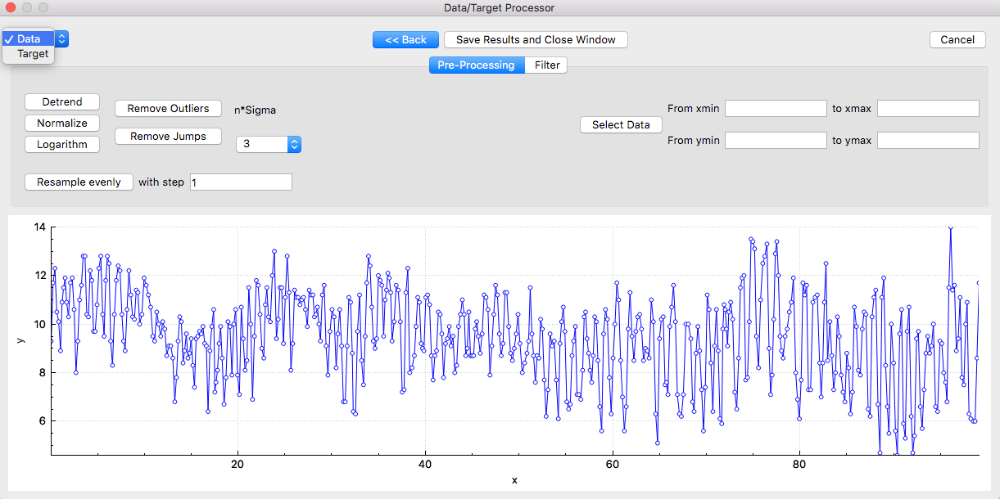 Data/Target Processor
✓ Data
Target
<< Back
Save Results and Close Window
Cancel
Pre-Processing
Filter
Detrend
Normalize
Logarithm
Remove Outliers
n*Sigma
Remove Jumps
3
Select Data
From xmin
to xmax
From ymin
to ymax
Resample evenly
with step
1
14
12
10
8
6
y
20
40
60
80
x